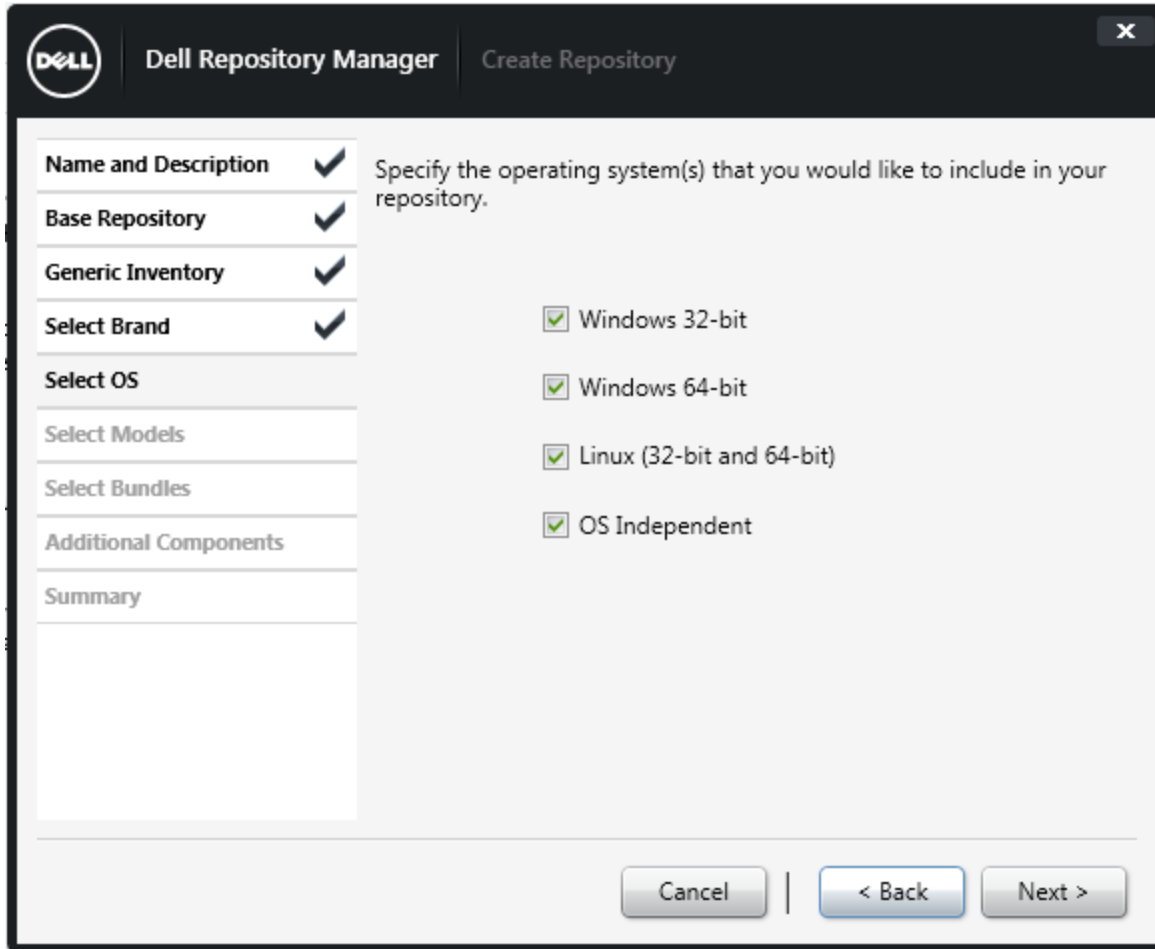 DELL
Dell Repository Manager
Create Repository
x
Name and Description
Base Repository
Generic Inventory
Select Brand
Select OS
Select Models
Select Bundles
Additional Components
Summary
Specify the operating system(s) that you would like to include in your
repository.
Windows 32-bit
Windows 64-bit
Linux (32-bit and 64-bit)
OS Independent
Cancel
< Back
Next >